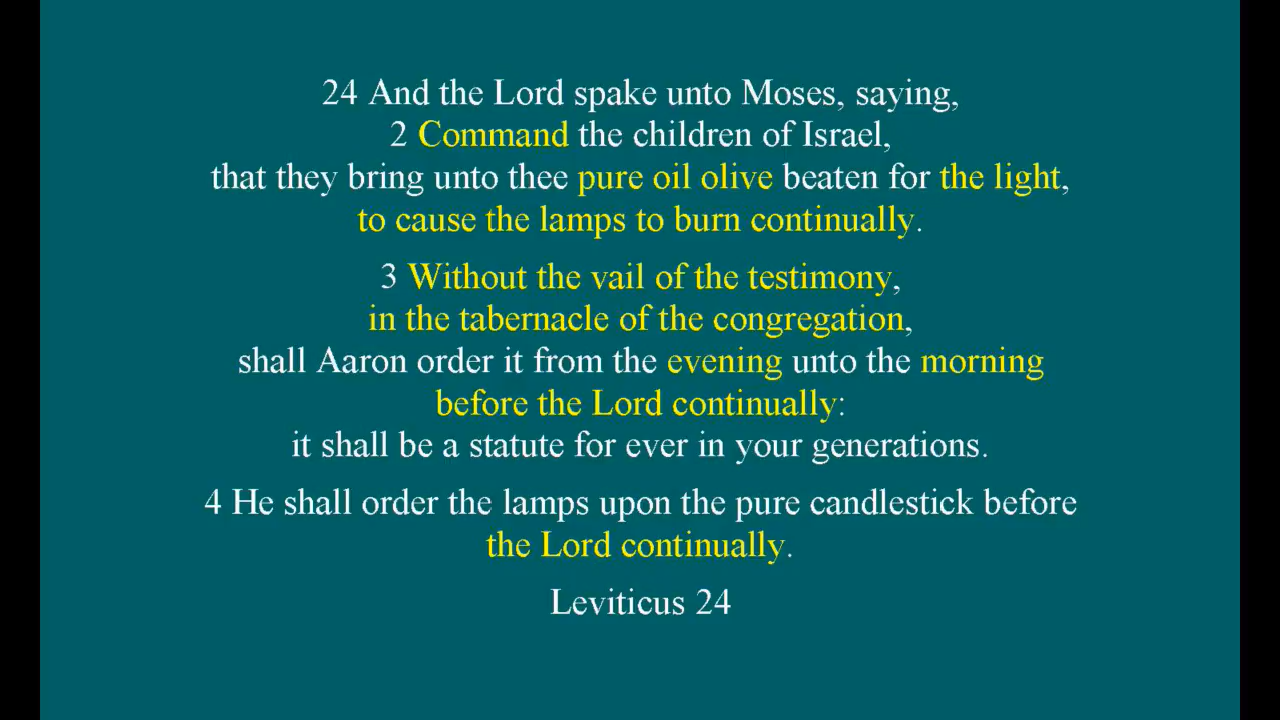 24 And the Lord spake unto Moses, saying,
2 Command the children of Israel,
that they bring unto thee pure oil olive beaten for the light,
to cause the lamps to burn continually.
3 Without the vail of the testimony,
in the tabernacle of the congregation,
shall Aaron order it from the evening unto the morning
before the Lord continually:
it shall be a statute for ever in your generations.
4 He shall order the lamps upon the pure candlestick before
the Lord continually.
Leviticus 24